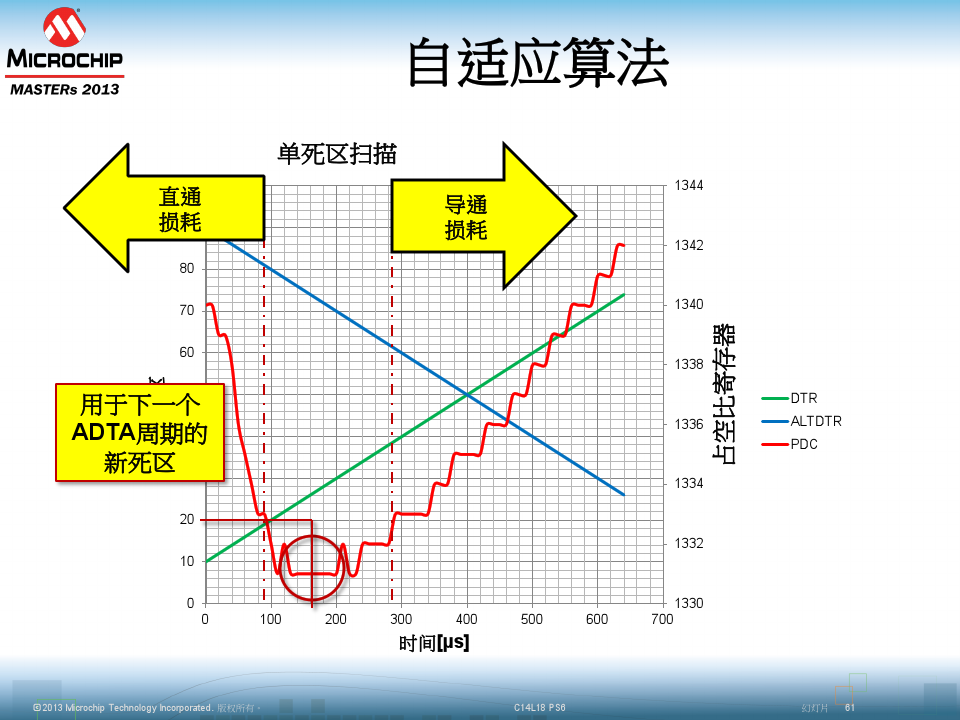 MICROCHIP
MASTERs 2013
自适应算法
单死区扫描
直通
损耗
导通
损耗
1344
1342
80
70
1340
60
1338
用于下一个
ADTA周期的
新死区
占空比寄存器
DTR
ALTDTR
PDC
1336
1334
20
1332
10
0
1330
0 100 200 300 400 500 600 700
时间[µs]
©2013 Microchip Technology Incorporated. 版权所有。
C14L18 PS6
幻灯片 61